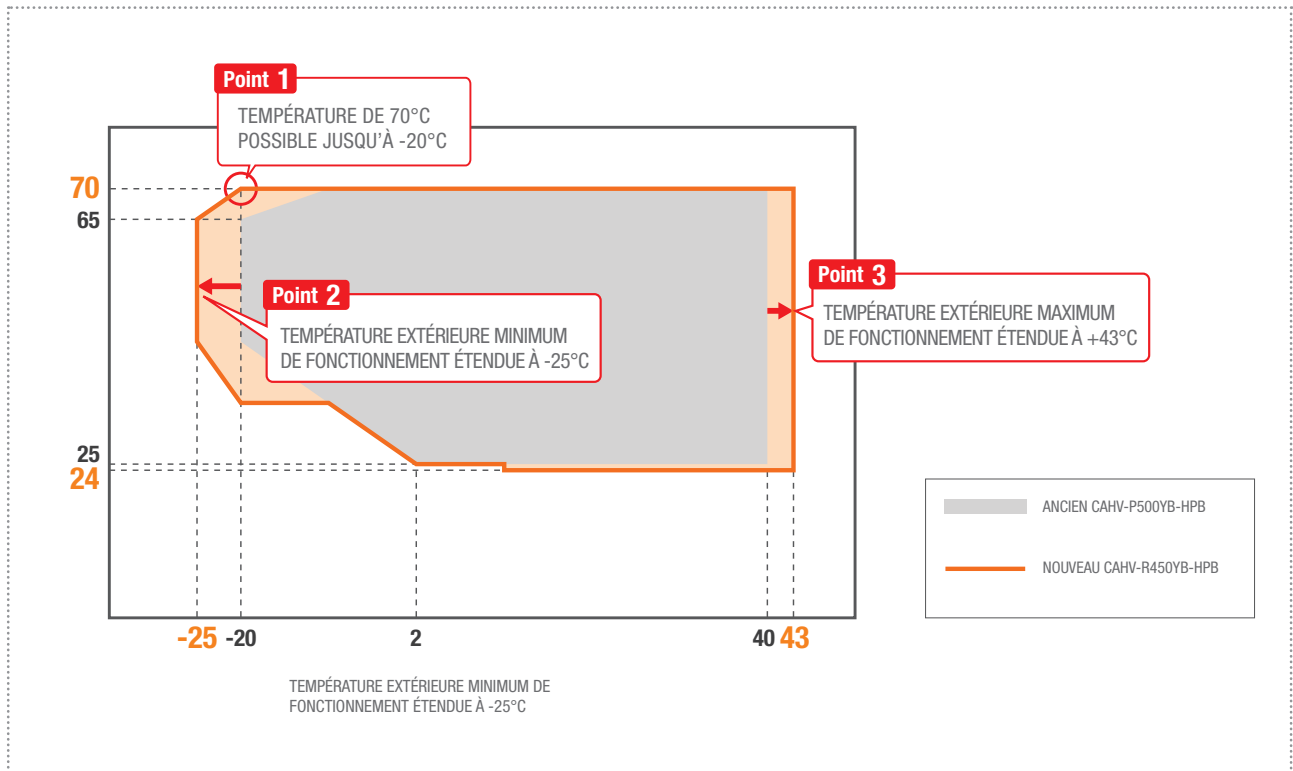 Point 1
TEMPÉRATURE DE 70°C
POSSIBLE JUSQU'À -20°C
70
65
Point 2
TEMPÉRATURE EXTÉRIEURE MINIMUM
DE FONCTIONNEMENT ÉTENDUE À -25°C
Point 3
TEMPÉRATURE EXTÉRIEURE MAXIMUM
DE FONCTIONNEMENT ÉTENDUE À +43°C
25
24
ANCIEN CAHV-P500YB-HPB
NOUVEAU CAHV-R450YB-HPB
-25 -20 2 40 43
TEMPÉRATURE EXTÉRIEURE MINIMUM DE
FONCTIONNEMENT ÉTENDUE À -25°C